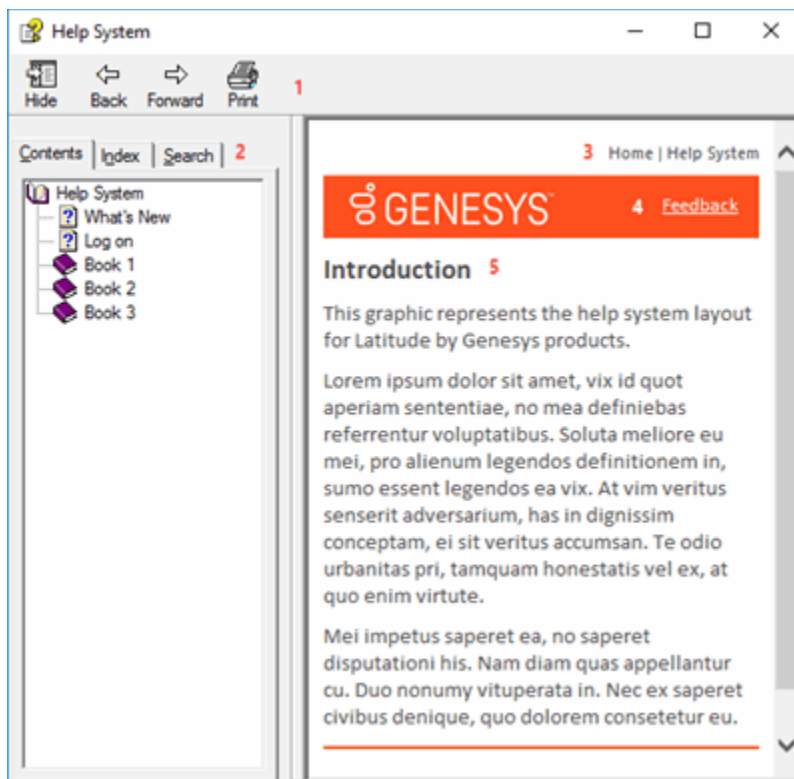 Help System
Hide Back Forward Print 1
Contents Index Search 2
Help System
What's New
Log on
Book 1
Book 2
Book 3
3 Home | Help System
GENESYS™ 4 Feedback
Introduction 5
This graphic represents the help system layout
for Latitude by Genesys products.
Lorem ipsum dolor sit amet, vix id quot
aperiam sententiae, no mea definiebas
referrentur voluptatibus. Soluta meliore eu
mei, pro alienum legendos definitionem in,
sumo essent legendos ea vix. At vim veritus
senserit adversarium, has in dignissim
conceptam, ei sit veritus accumsan. Te odio
urbanitas pri, tamquam honestatis vel ex, at
quo enim virtute.
Mei impetus saperet ea, no saperet
disputationi his. Nam diam quas appellantur
cu. Duo nonumy vituperata in. Nec ex saperet
civibus denique, quo dolorem consetetur eu.